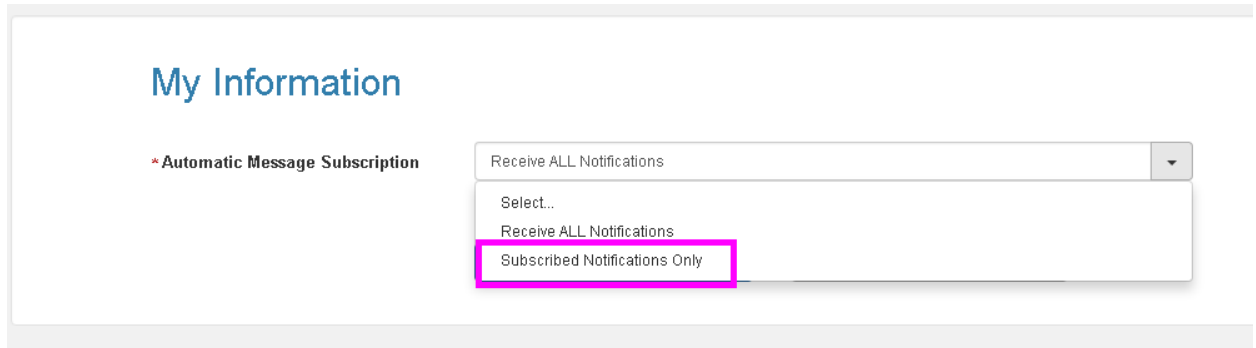 My Information
* Automatic Message Subscription
Receive ALL Notifications
Select...
Receive ALL Notifications
Subscribed Notifications Only